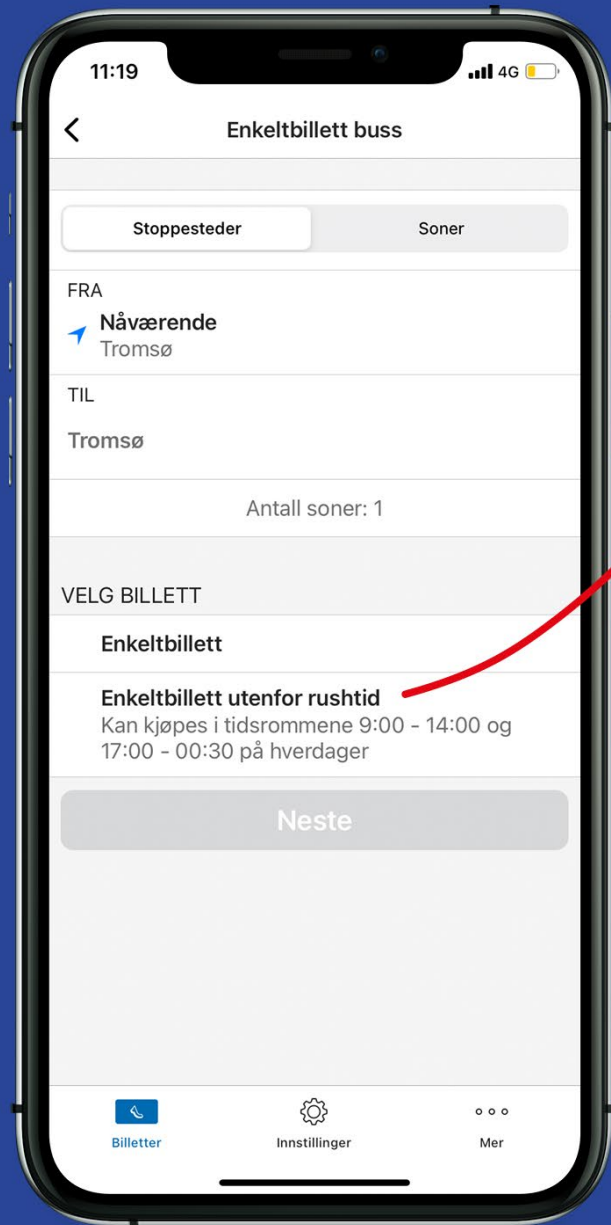 11:19
4G
Enkeltbillett buss
Stoppesteder
Soner
FRA
Nåværende
Tromsø
TIL
Tromsø
Antall soner: 1
VELG BILLETT
Enkeltbillett
Enkeltbillett utenfor rushtid
Kan kjøpes i tidsrommene 9:00 - 14:00 og
17:00 - 00:30 på hverdager
Neste
Billetter
Innstillinger
Mer